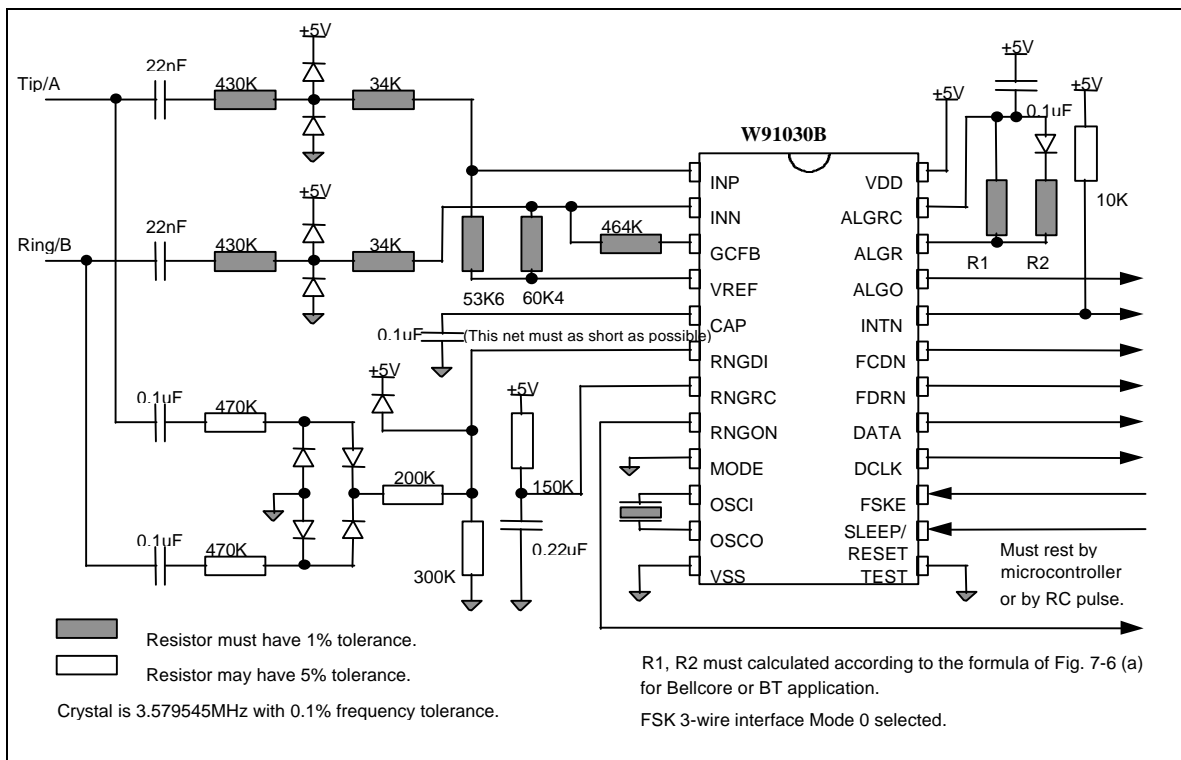 +5V
+5V
22nF
430K
34K
+5V
+5V
Tip/A
+5V
0.1uF
W91030B
INP
VDD
+5V
INN
ALGRC
22nF
430K
34K
464K
10K
Ring/B
GCFB
ALGR
R1
R2
53K6
60K4
VREF
ALGO
0.1uF
(This net must as short as possible)
CAP
INTN
+5V
RNGDI
FCDN
+5V
0.1uF
470K
RNGRC
FDRN
RNGON
DATA
200K
150K
MODE
DCLK
OSCI
FSKE
0.1uF
470K
0.22uF
OSCO
SLEEP/
RESET
300K
VSS
TEST
Must rest by
microcontroller
or by RC pulse.
Resistor must have 1% tolerance.
Resistor may have 5% tolerance.
Crystal is 3.579545MHz with 0.1% frequency tolerance.
R1, R2 must calculated according to the formula of Fig. 7-6 (a)
for Bellcore or BT application.
FSK 3-wire interface Mode 0 selected.